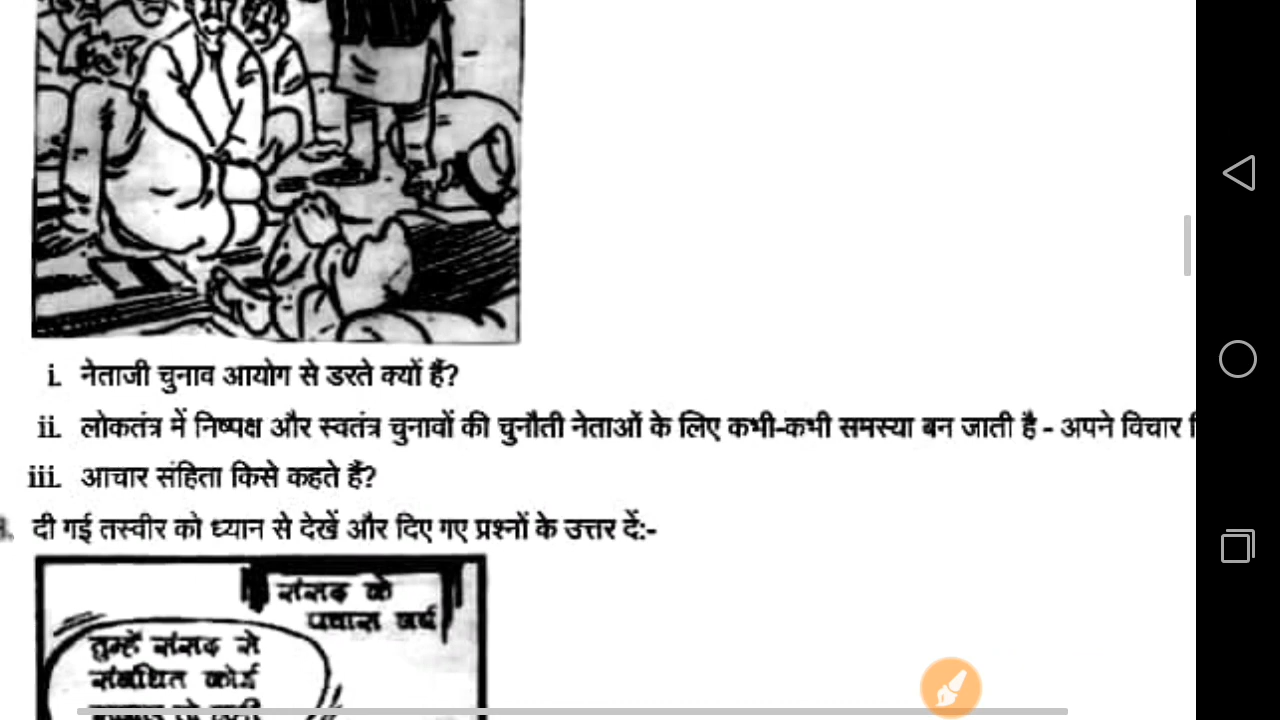 i. नेताजी चुनाव आयोग से डरते क्यों हैं?
ii. लोकतंत्र में निष्पक्ष और स्वतंत्र चुनावों की चुनौती नेताओं के लिए कभी-कभी समस्या बन जाती है - अपने विचार
iii. आचार संहिता किसे कहते हैं?
दी गई तस्वीर को ध्यान से देखें और दिए गए प्रश्नों के उत्तर दें:-
संसद के
पचास वर्ष
तुम्हें संसद से
संबंधित कोई